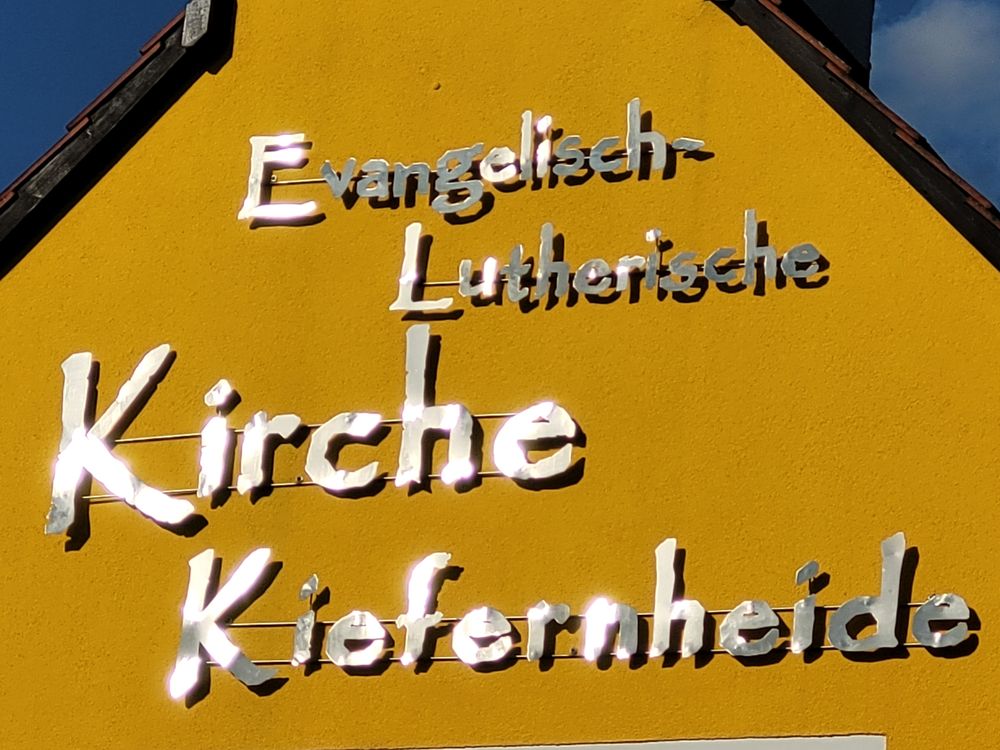 Evangelisch-
Lutherische
Kirche
Kiefernheide